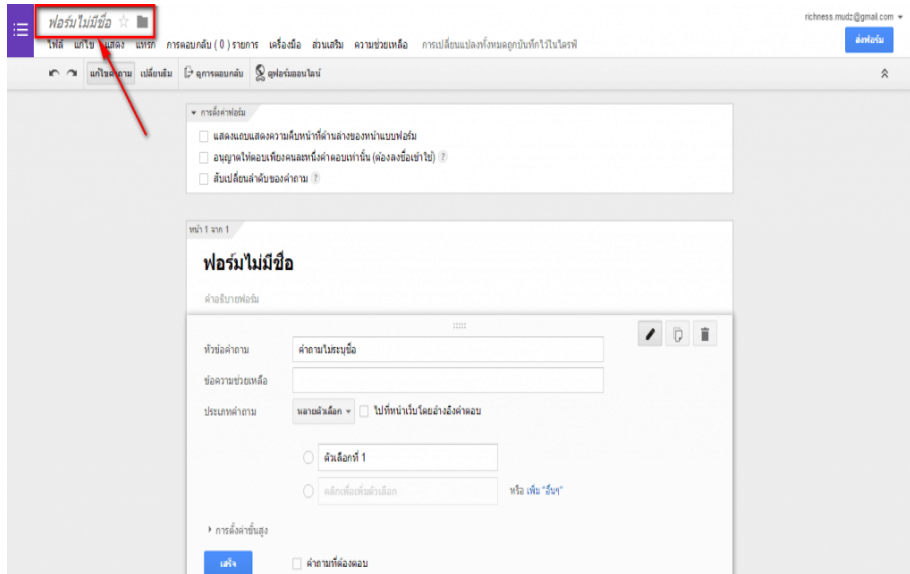 ฟอร์มไม่มีชื่อ
richness.mudz@gmail.com
ไฟล์ แก้ไข แสดง แทรก การตอบกลับ ( 0 ) รายการ เครื่องมือ ส่วนเสริม ความช่วยเหลือ การเปลี่ยนแปลงทั้งหมดถูกบันทึกไว้ในไดรฟ์
ส่งฟอร์ม
แก้ไขคำถาม เปลี่ยนธีม ดูการตอบกลับ ดูฟอร์มออนไลน์
การตั้งค่าฟอร์ม
แสดงแถบแสดงความคืบหน้าที่ด้านล่างของหน้าแบบฟอร์ม
อนุญาตให้ตอบเพียงคนละหนึ่งคำตอบเท่านั้น (ต้องลงชื่อเข้าใช้) ?
สับเปลี่ยนลำดับของคำถาม ?
หน้า 1 จาก 1
ฟอร์มไม่มีชื่อ
คำอธิบายฟอร์ม
หัวข้อคำถาม คำถามไม่ระบุชื่อ
ข้อความช่วยเหลือ
ประเภทคำถาม หลายตัวเลือก ไปที่หน้าเว็บโดยอ้างอิงคำตอบ
ตัวเลือกที่ 1
คลิกเพื่อเพิ่มตัวเลือก หรือ เพิ่ม "อื่นๆ"
การตั้งค่าขั้นสูง
เสร็จ คำถามที่ต้องตอบ